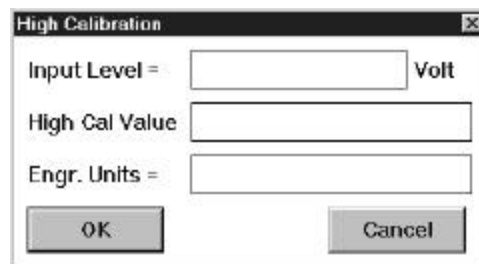 High Calibration
Input Level = Volt
High Cal Value
Engr. Units =
OK Cancel